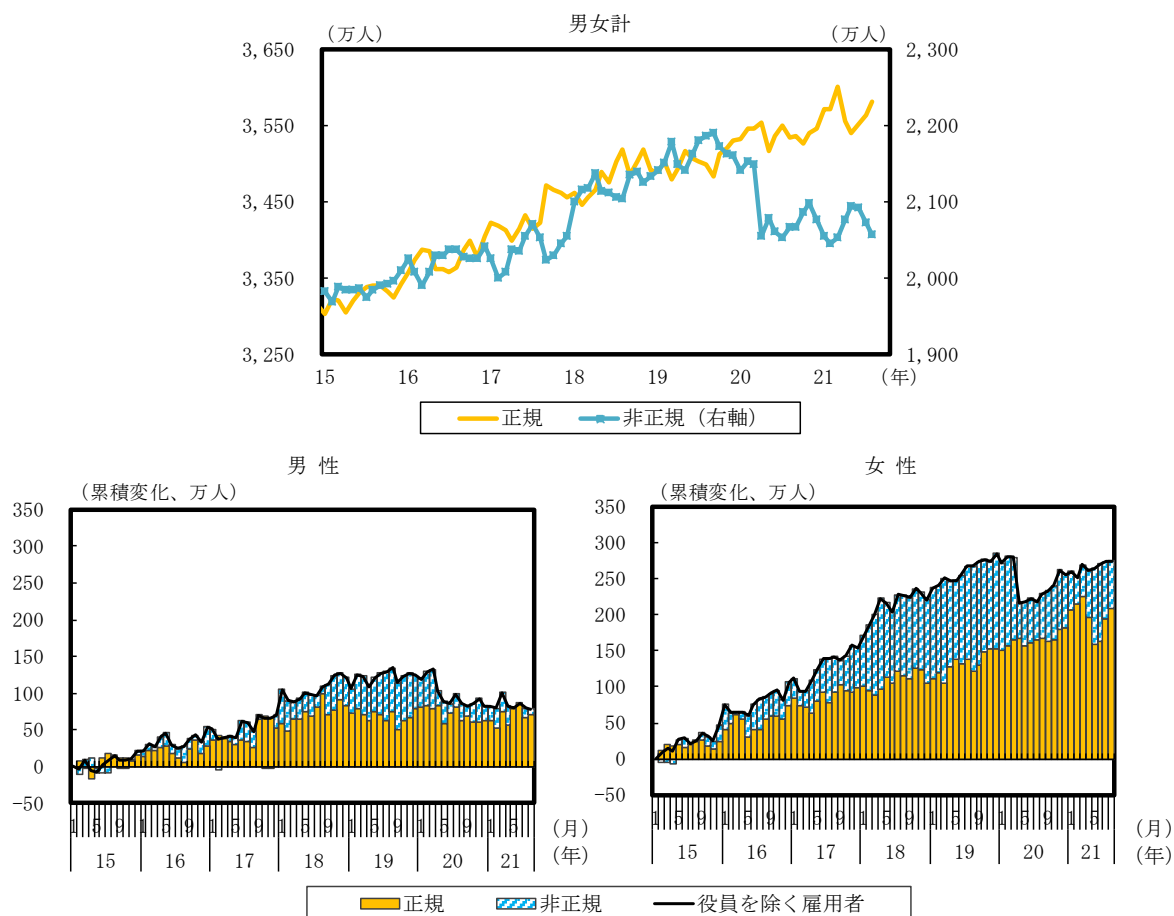 男女計
（万人）
（万人）
3,650
3,550
3,450
3,350
3,250
2,300
2,200
2,100
2,000
1,900
15 16 17 18 19 20 21 （年）
正規 非正規（右軸）
男 性
（累積変化、万人）
350
300
250
200
150
100
50
0
−50
1 5 9 1 5 9 1 5 9 1 5 9 1 5 9 1 5 9 1 5 （月）
15 16 17 18 19 20 21 （年）
女 性
（累積変化、万人）
350
300
250
200
150
100
50
0
−50
1 5 9 1 5 9 1 5 9 1 5 9 1 5 9 1 5 9 1 5 （月）
15 16 17 18 19 20 21 （年）
正規 非正規 役員を除く雇用者